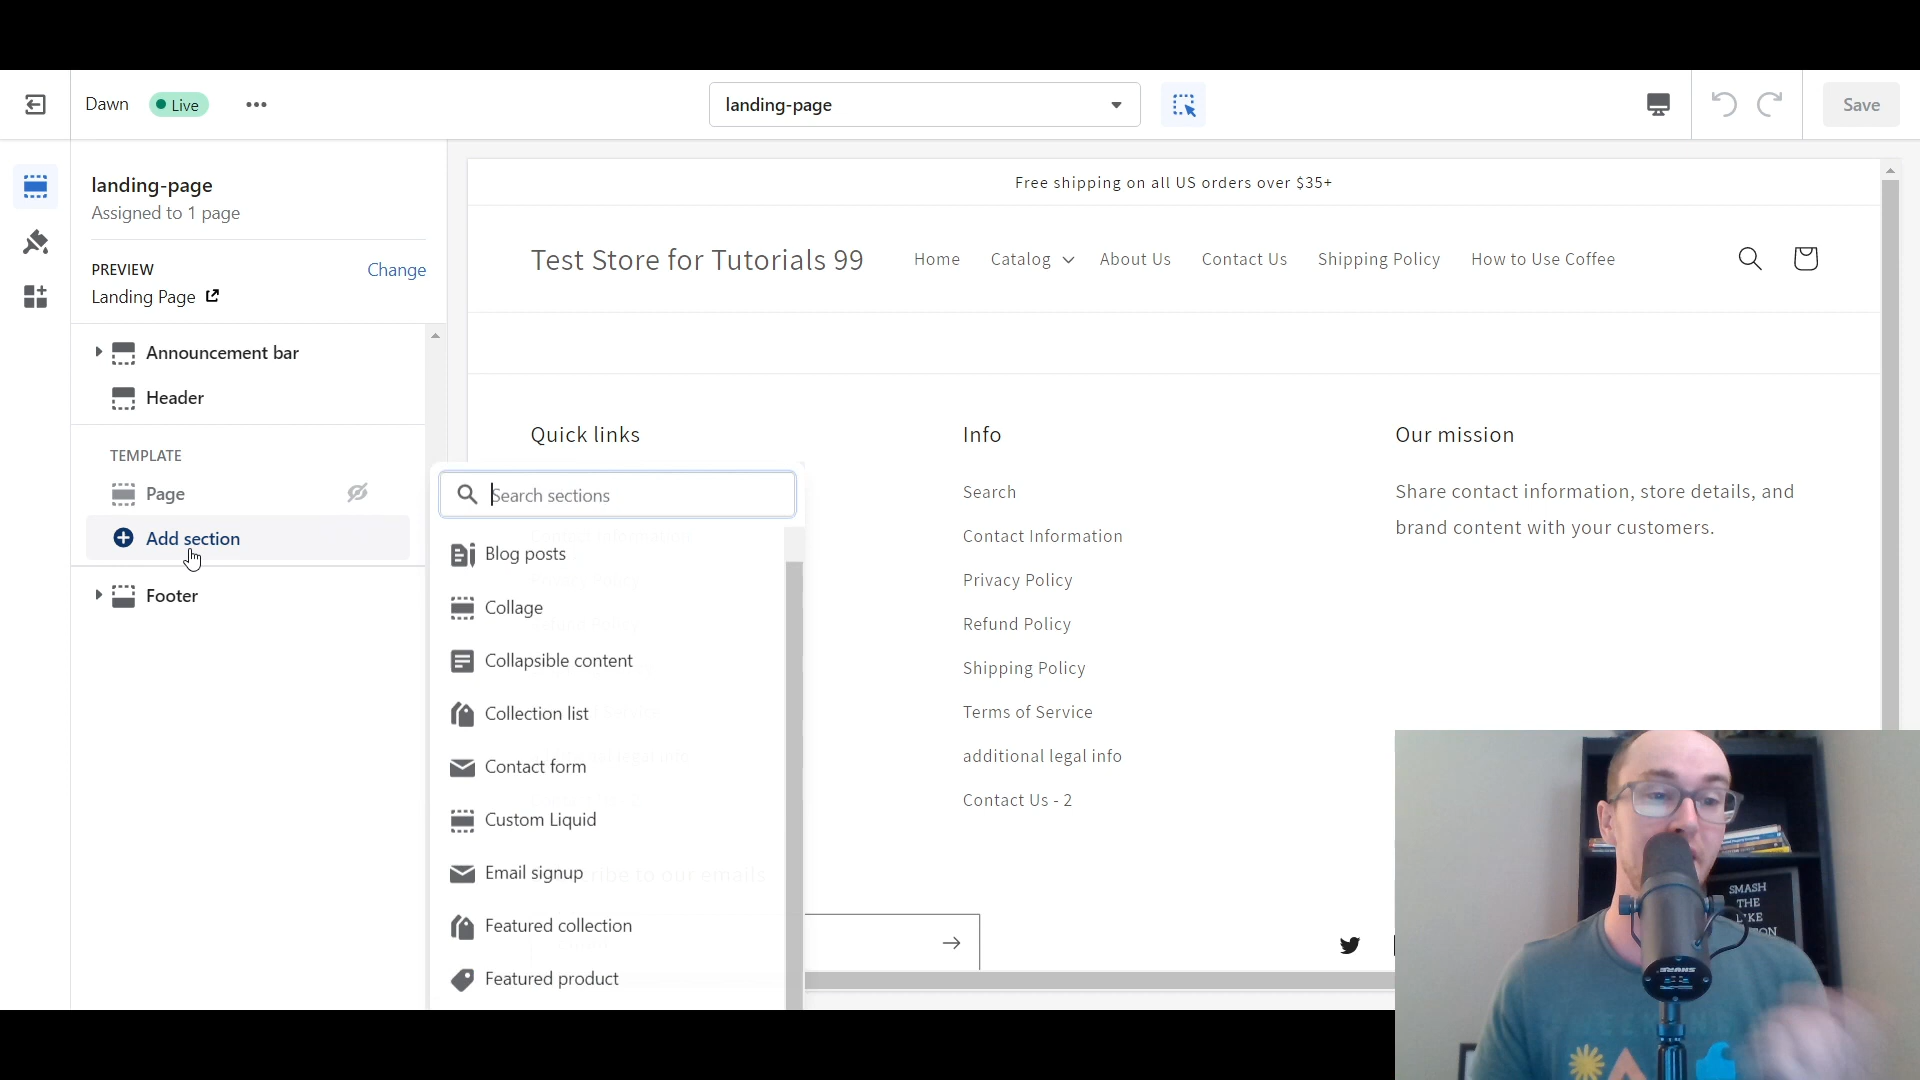 Dawn
Live
landing-page
Save
landing-page
Assigned to 1 page
PREVIEW
Change
Landing Page
Announcement bar
Header
TEMPLATE
Page
Add section
Footer
Search sections
Blog posts
Collage
Collapsible content
Collection list
Contact form
Custom Liquid
Email signup
Featured collection
Featured product
Free shipping on all US orders over $35+
Test Store for Tutorials 99
Home
Catalog
About Us
Contact Us
Shipping Policy
How to Use Coffee
Quick links
Info
Search
Contact Information
Privacy Policy
Refund Policy
Shipping Policy
Terms of Service
additional legal info
Contact Us - 2
Our mission
Share contact information, store details, and
brand content with your customers.
SMASH
THE
SHURE